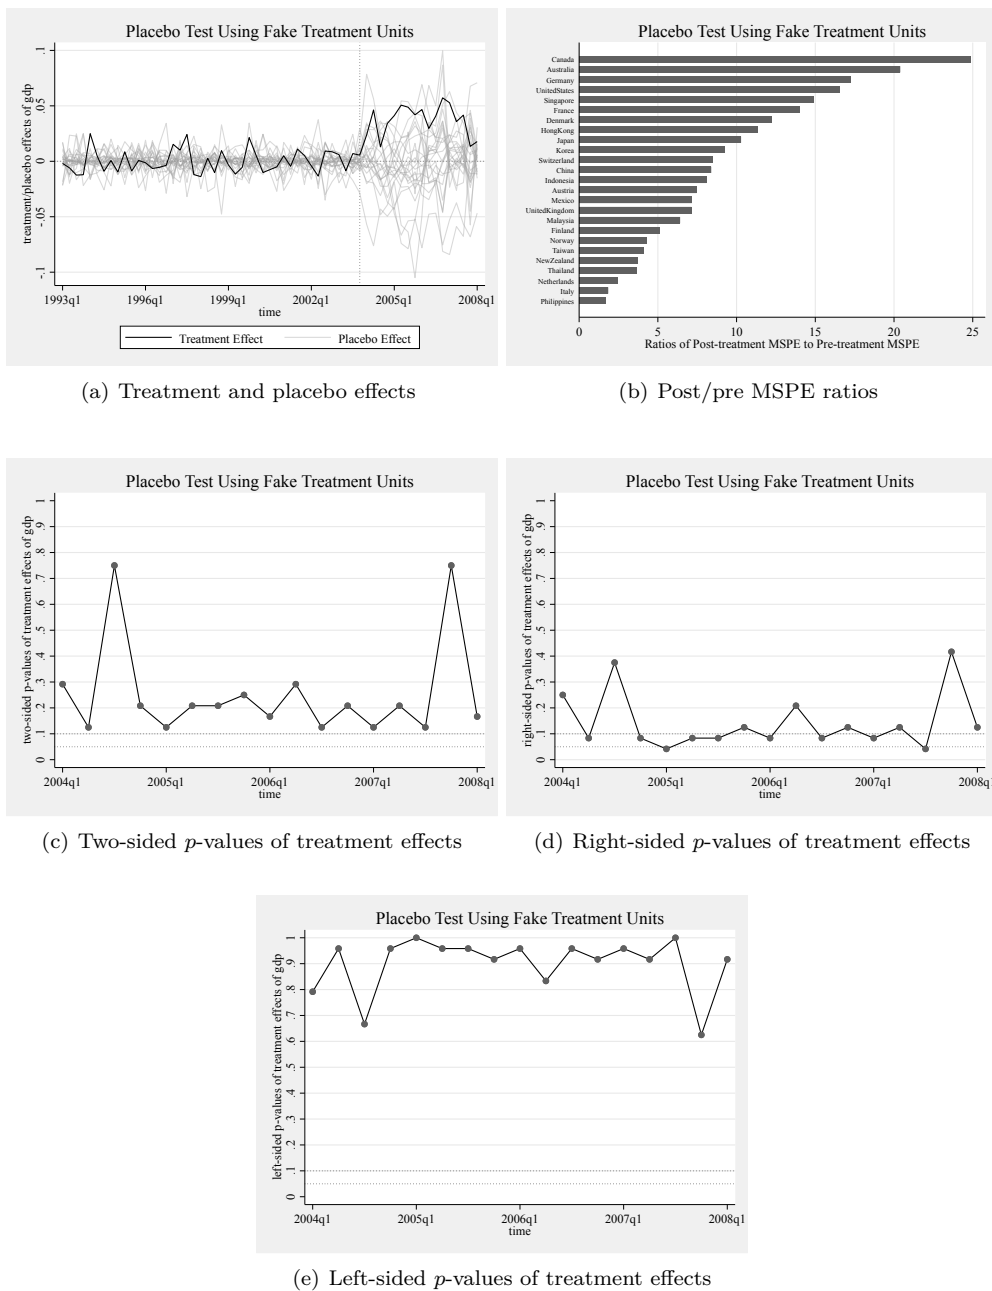 Placebo Test Using Fake Treatment Units
treatment/placebo effects of gdp
.1
.05
0
-.05
-.1
1993q1 1996q1 1999q1 2002q1 2005q1 2008q1
time
Treatment Effect Placebo Effect
(a) Treatment and placebo effects
Placebo Test Using Fake Treatment Units
Canada
Australia
Germany
UnitedStates
Singapore
France
Denmark
HongKong
Japan
Korea
Switzerland
China
Indonesia
Austria
Mexico
UnitedKingdom
Malaysia
Finland
Norway
Taiwan
NewZealand
Thailand
Netherlands
Italy
Philippines
0 5 10 15 20 25
Ratios of Post-treatment MSPE to Pre-treatment MSPE
(b) Post/pre MSPE ratios
Placebo Test Using Fake Treatment Units
two-sided p-values of treatment effects of gdp
1
.9
.8
.7
.6
.5
.4
.3
.2
.1
0
2004q1 2005q1 2006q1 2007q1 2008q1
time
(c) Two-sided p-values of treatment effects
Placebo Test Using Fake Treatment Units
right-sided p-values of treatment effects of gdp
1
.9
.8
.7
.6
.5
.4
.3
.2
.1
0
2004q1 2005q1 2006q1 2007q1 2008q1
time
(d) Right-sided p-values of treatment effects
Placebo Test Using Fake Treatment Units
left-sided p-values of treatment effects of gdp
1
.9
.8
.7
.6
.5
.4
.3
.2
.1
0
2004q1 2005q1 2006q1 2007q1 2008q1
time
(e) Left-sided p-values of treatment effects